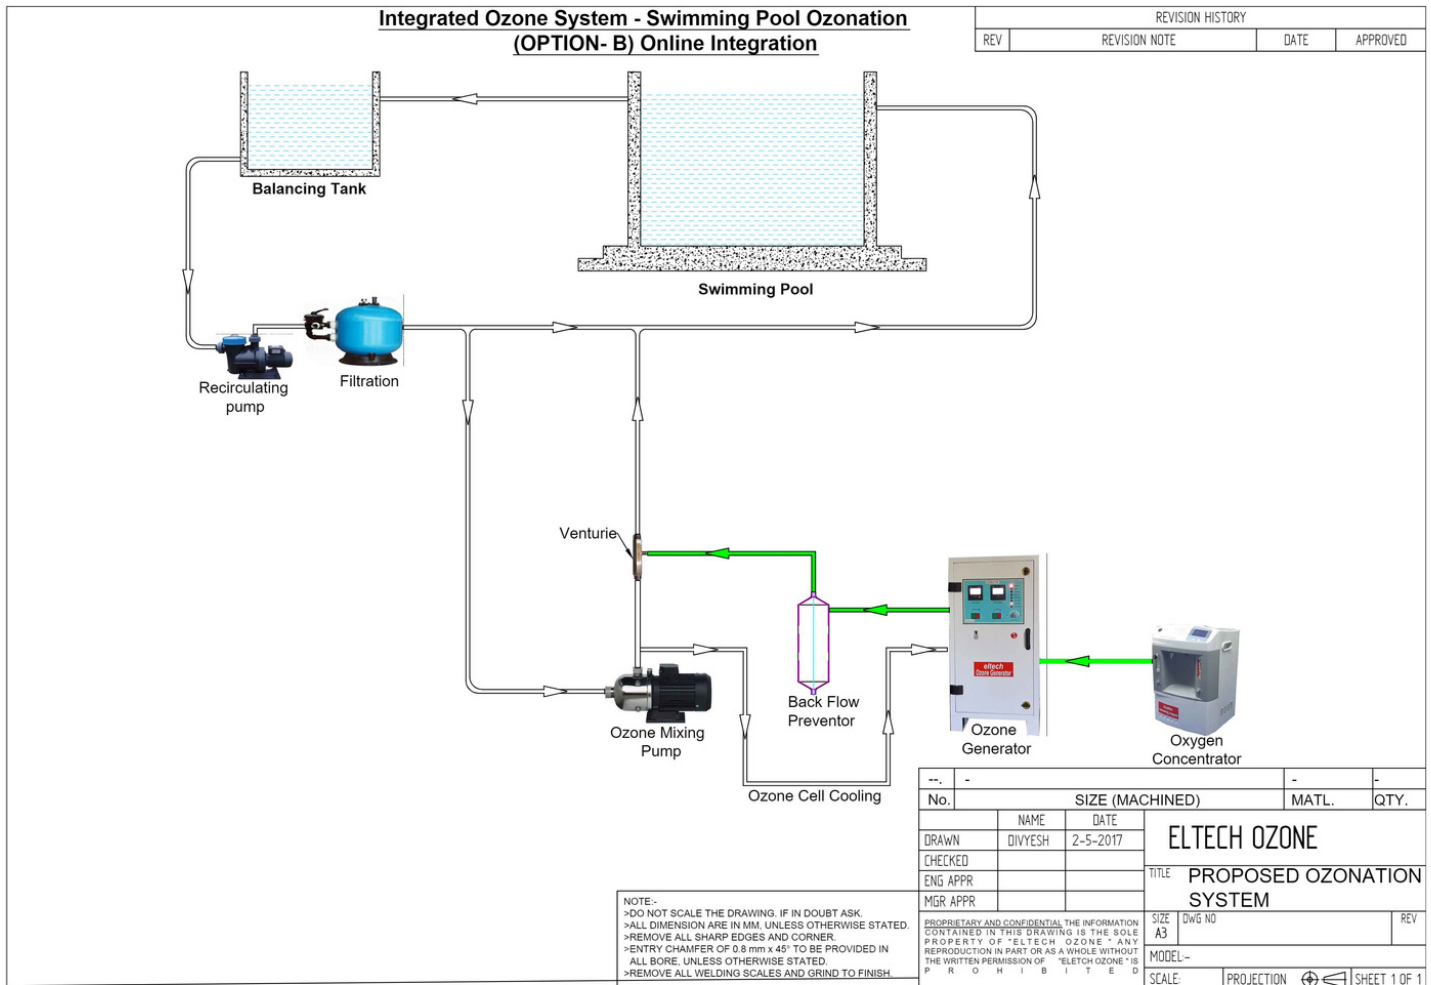 Integrated Ozone System - Swimming Pool Ozonation
(OPTION- B) Online Integration
REVISION HISTORY
REV REVISION NOTE DATE APPROVED
Balancing Tank
Swimming Pool
Recirculating
pump
Filtration
Venturie
Ozone Mixing
Pump
Back Flow
Preventor
Ozone Cell Cooling
eltech
Ozone Generator
Ozone
Generator
Oxygen
Concentrator
--. - - -
No. SIZE (MACHINED) MATL. QTY.
NAME DATE
DRAWN DIVYESH 2-5-2017
CHECKED
ENG APPR
MGR APPR
ELTECH OZONE
TITLE PROPOSED OZONATION
SYSTEM
SIZE DWG NO REV
A3
MODEL:-
SCALE: PROJECTION SHEET 1 OF 1
PROPRIETARY AND CONFIDENTIAL THE INFORMATION
CONTAINED IN THIS DRAWING IS THE SOLE
PROPERTY OF "ELTECH OZONE " ANY
REPRODUCTION IN PART OR AS A WHOLE WITHOUT
THE WRITTEN PERMISSION OF "ELETCH OZONE " IS
P R O H I B I T E D
NOTE:-
>DO NOT SCALE THE DRAWING. IF IN DOUBT ASK.
>ALL DIMENSION ARE IN MM, UNLESS OTHERWISE STATED.
>REMOVE ALL SHARP EDGES AND CORNER.
>ENTRY CHAMFER OF 0.8 mm x 45° TO BE PROVIDED IN
ALL BORE, UNLESS OTHERWISE STATED.
>REMOVE ALL WELDING SCALES AND GRIND TO FINISH.